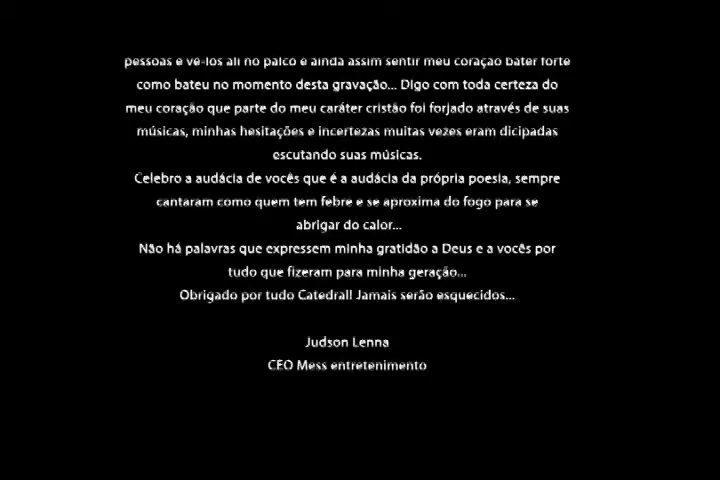 pessoas e vê-los ali no palco e ainda assim sentir meu coração bater forte
como bateu no momento desta gravação... Digo com toda certeza do
meu coração que parte do meu caráter cristão foi forjado através de suas
músicas, minhas hesitações e incertezas muitas vezes eram dicipadas
escutando suas músicas.
Celebro a audácia de vocês que é a audácia da própria poesia, sempre
cantaram como quem tem febre e se aproxima do fogo para se
abrigar do calor...
Não há palavras que expressem minha gratidão a Deus e a vocês por
tudo que fizeram para minha geração...
Obrigado por tudo Catedral! Jamais serão esquecidos...
Judson Lenna
CEO Mess entretenimento